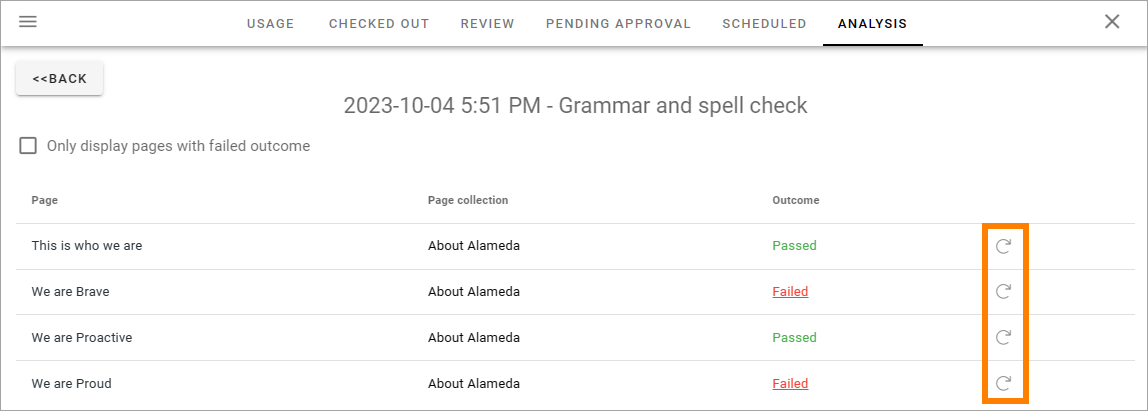 USAGE CHECKED OUT REVIEW PENDING APPROVAL SCHEDULED ANALYSIS
<<BACK
2023-10-04 5:51 PM - Grammar and spell check
Only display pages with failed outcome
Page Page collection Outcome
This is who we are About Alameda Passed
We are Brave About Alameda Failed
We are Proactive About Alameda Passed
We are Proud About Alameda Failed